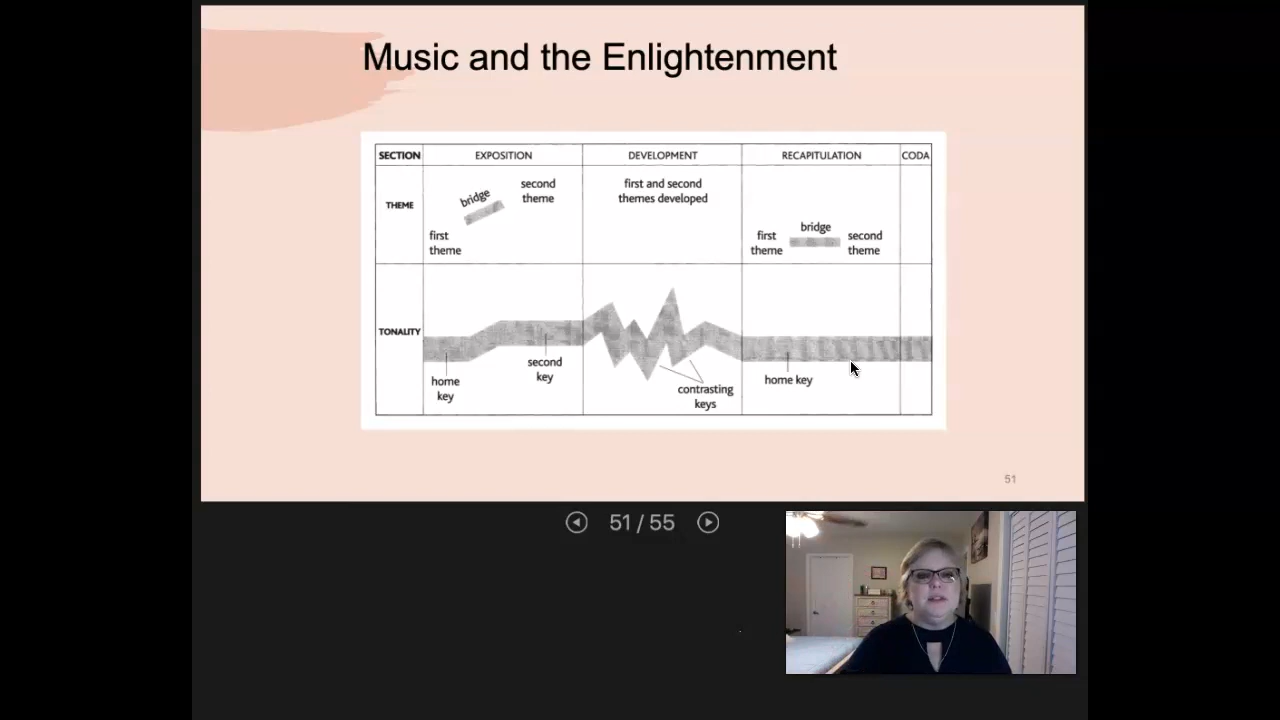 Music and the Enlightenment
SECTION EXPOSITION DEVELOPMENT RECAPITULATION CODA
THEME
first theme
bridge
second theme
first and second
themes developed
first theme
bridge
second theme
TONALITY
home key
second key
contrasting keys
home key
51
51 / 55